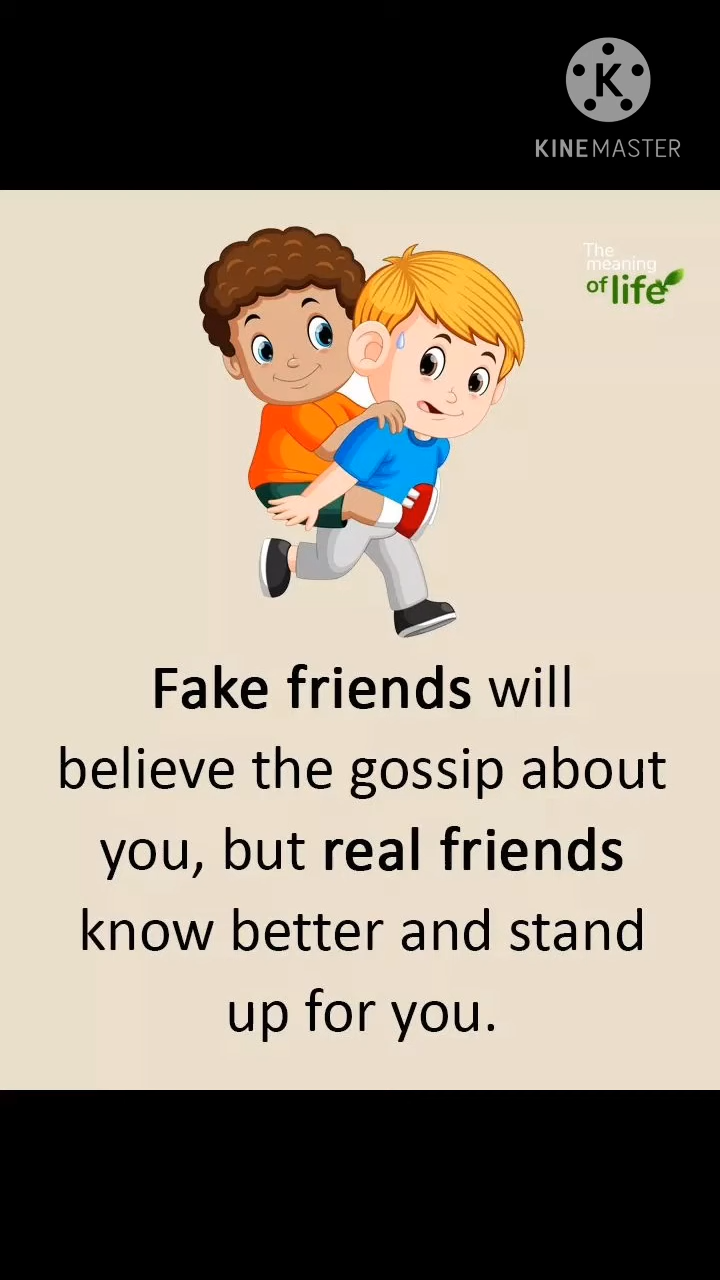 K
KINEMASTER
The
meaning
of life
Fake friends will
believe the gossip about
you, but real friends
know better and stand
up for you.